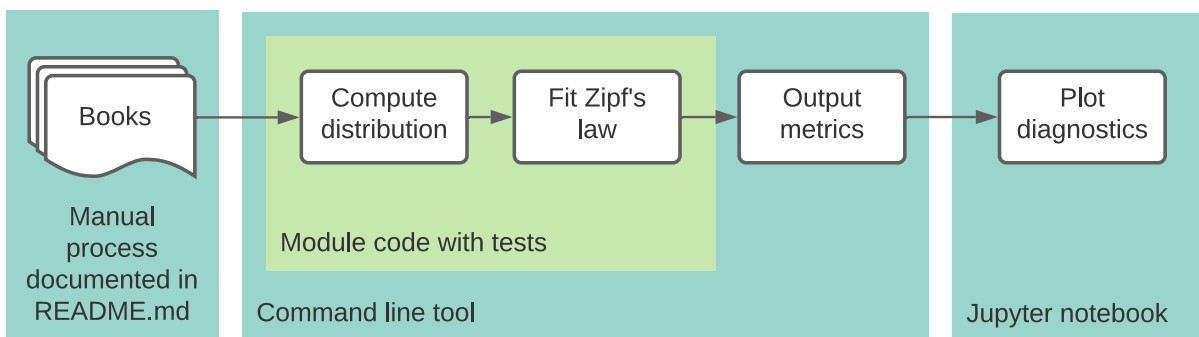 Books
Manual
process
documented in
README.md
Compute
distribution
Fit Zipf's
law
Module code with tests
Output
metrics
Command line tool
Plot
diagnostics
Jupyter notebook